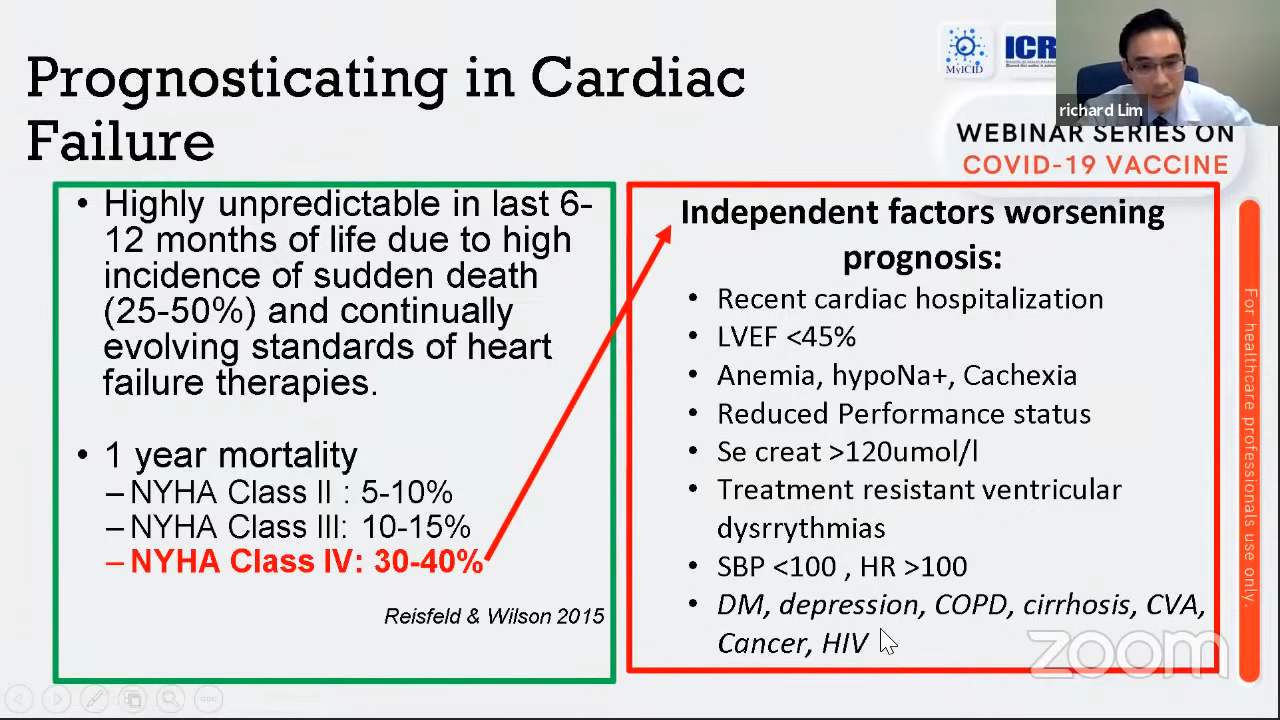 Prognosticating in Cardiac
Failure
MyICID
ICR
richard Lim
WEBINAR SERIES ON
COVID-19 VACCINE
• Highly unpredictable in last 6-
12 months of life due to high
incidence of sudden death
(25-50%) and continually
evolving standards of heart
failure therapies.
• 1 year mortality
–NYHA Class II : 5-10%
–NYHA Class III: 10-15%
–NYHA Class IV: 30-40%
Reisfeld & Wilson 2015
Independent factors worsening
prognosis:
• Recent cardiac hospitalization
• LVEF <45%
• Anemia, hypoNa+, Cachexia
• Reduced Performance status
• Se creat >120umol/l
• Treatment resistant ventricular
dysrrythmias
• SBP <100 , HR >100
• DM, depression, COPD, cirrhosis, CVA,
Cancer, HIV
For healthcare professionals use only.
zoom